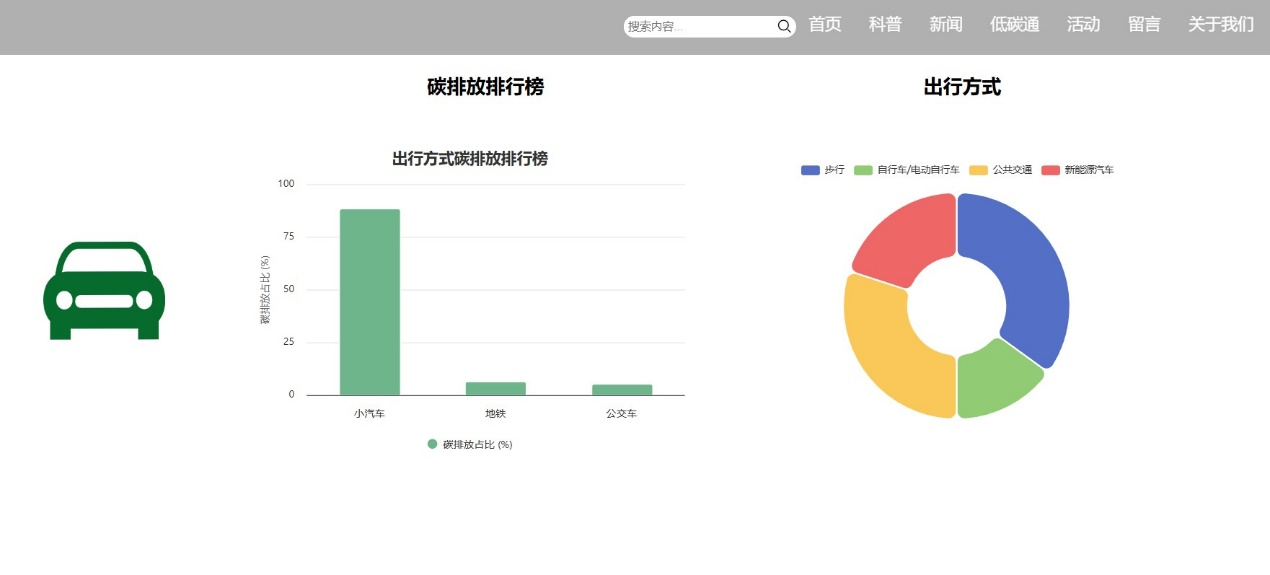 搜索内容...
首页 科普 新闻 低碳通 活动 留言 关于我们
碳排放排行榜
出行方式
出行方式碳排放排行榜
步行 自行车/电动自行车 公共交通 新能源汽车
碳排放占比 (%)
100
75
50
25
0
小汽车 地铁 公交车
碳排放占比 (%)